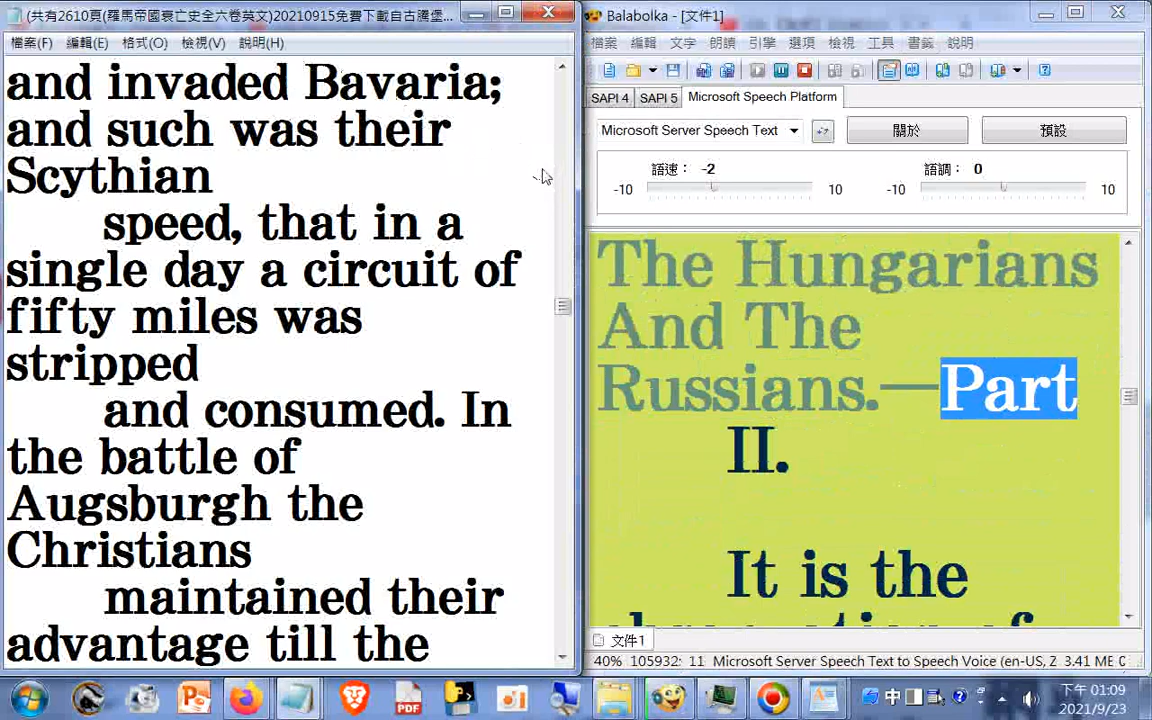 (共有2610頁(羅馬帝國衰亡史全六卷英文)20210915免費下載自古騰堡...
檔案(F) 編輯(E) 格式(O) 檢視(V) 說明(H)
and invaded Bavaria;
and such was their
Scythian
speed, that in a
single day a circuit of
fifty miles was
stripped
and consumed. In
the battle of
Augsburgh the
Christians
maintained their
advantage till the
Balabolka - [文件1]
檔案 編輯 文字 朗讀 引擎 選項 檢視 工具 書義 說明
SAPI 4 SAPI 5 Microsoft Speech Platform
Microsoft Server Speech Text 關於 預設
語速: -2 語調: 0
-10 10 -10 10
The Hungarians
And The
Russians.—Part
II.
It is the
文件1
40% 105932: 11 Microsoft Server Speech Text to Speech Voice (en-US, Z 3.41 ME
中 下午 01:09
2021/9/23